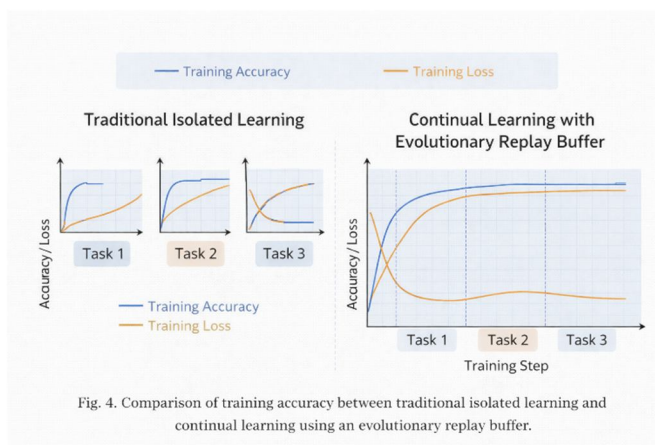 Training Accuracy
Training Loss
Traditional Isolated Learning
Continual Learning with
Evolutionary Replay Buffer
Accuracy / Loss
Task 1
Task 2
Task 3
Training Accuracy
Training Loss
Accuracy / Loss
Task 1
Task 2
Task 3
Training Step
Fig. 4. Comparison of training accuracy between traditional isolated learning and
continual learning using an evolutionary replay buffer.